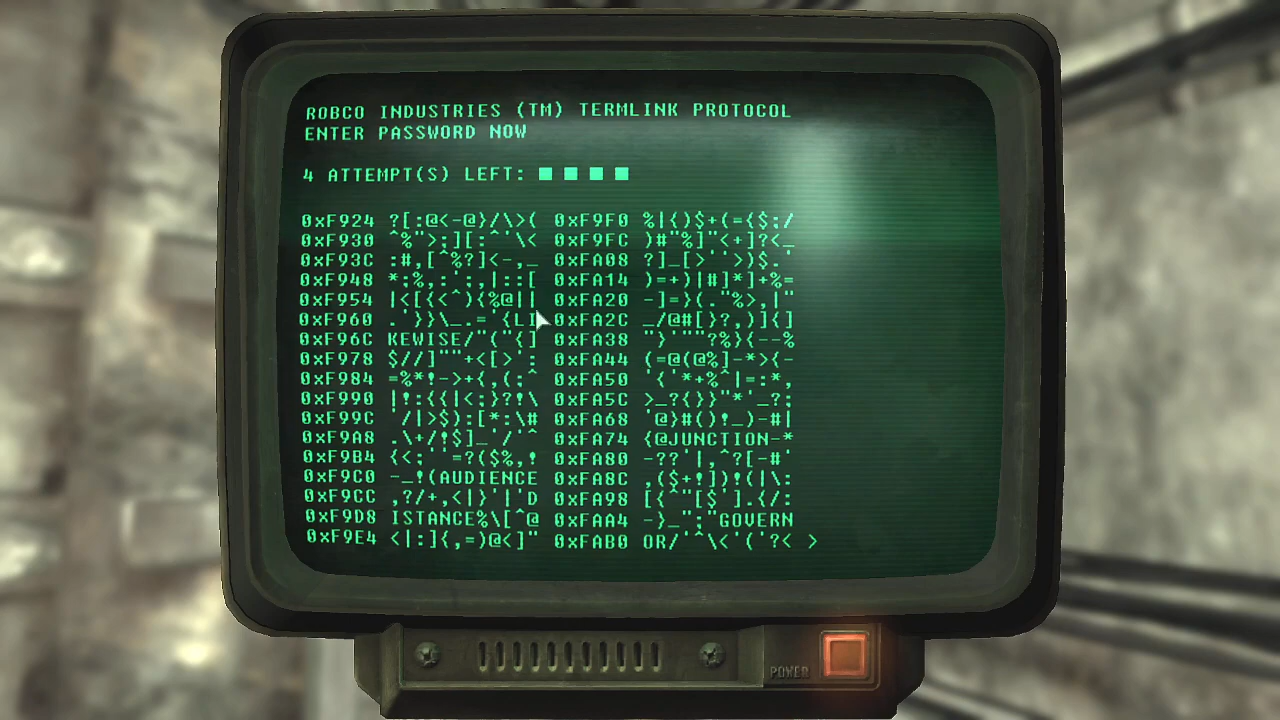 ROBCO INDUSTRIES (TM) TERMLINK PROTOCOL
ENTER PASSWORD NOW
4 ATTEMPT(S) LEFT: ■ ■ ■ ■
0xF924 ?[:@<-@}/\>( 0xF9F0 %|{)$+(={$;/
0xF930 ^%">;][:^'\< 0xF9FC )#"%]"<+]?<_
0xF93C :#,[^%?]<-,_ 0xFA08 ?]_[>''>)$.'
0xF948 *;%,:';,|::[ 0xFA14 )=+)|#]*]+%=
0xF954 |<[{<^){%@|| 0xFA20 -]=}(."%>,|"
0xF960 .'}}\_.='{LI 0xFA2C _/@#[}?,)]{]
0xF96C KEWISE/"("{] 0xFA38 "}'""?%}{--%
0xF978 $//]""+<[>': 0xFA44 (=@(@%]-*>{-
0xF984 =%*!->+{,(;^ 0xFA50 '{'*+%^|=:*,
0xF990 |!:{{|<;}?!\ 0xFA5C >_?{}}"*'_?;
0xF99C '/|>$):[*:\# 0xFA68 '@}#()!_)-#|
0xF9A8 .\+/!$]_'/'^ 0xFA74 {@JUNCTION-*
0xF9B4 {<;''=?($%,! 0xFA80 -??'|,^?[-#'
0xF9C0 -_!(AUDIENCE 0xFA8C ,($+!])!(|\:
0xF9CC ,?/+,<|}'|'D 0xFA98 [{^"[$'].{/:
0xF9D8 ISTANCE%\[^@ 0xFAA4 -}_";"GOVERN
0xF9E4 <|:]{,=)@<]" 0xFAB0 OR/'^\<'('?< >
POWER